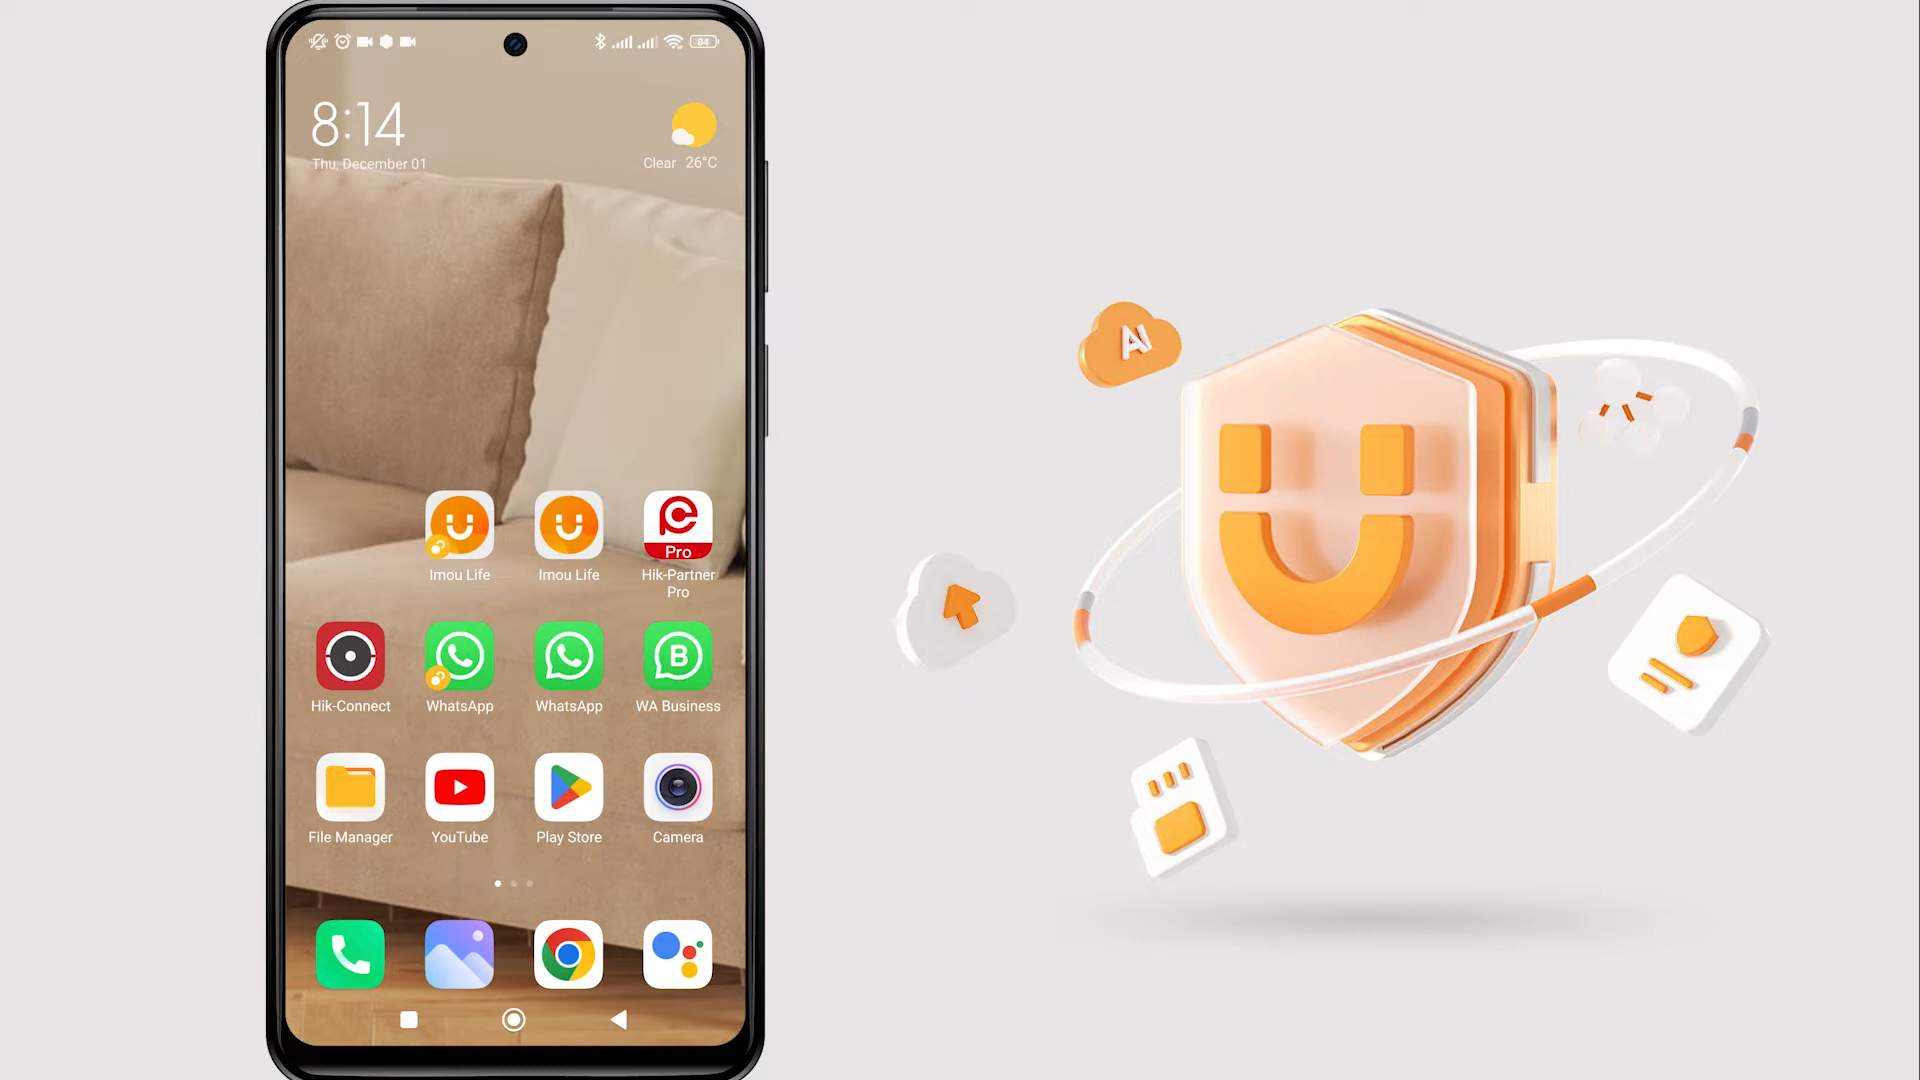 84
8:14
Thu, December 01
Clear 26°C
AI
Pro
Imou Life
Imou Life
Hik-Partner
Pro
B
Hik-Connect
WhatsApp
WhatsApp
WA Business
File Manager
YouTube
Play Store
Camera